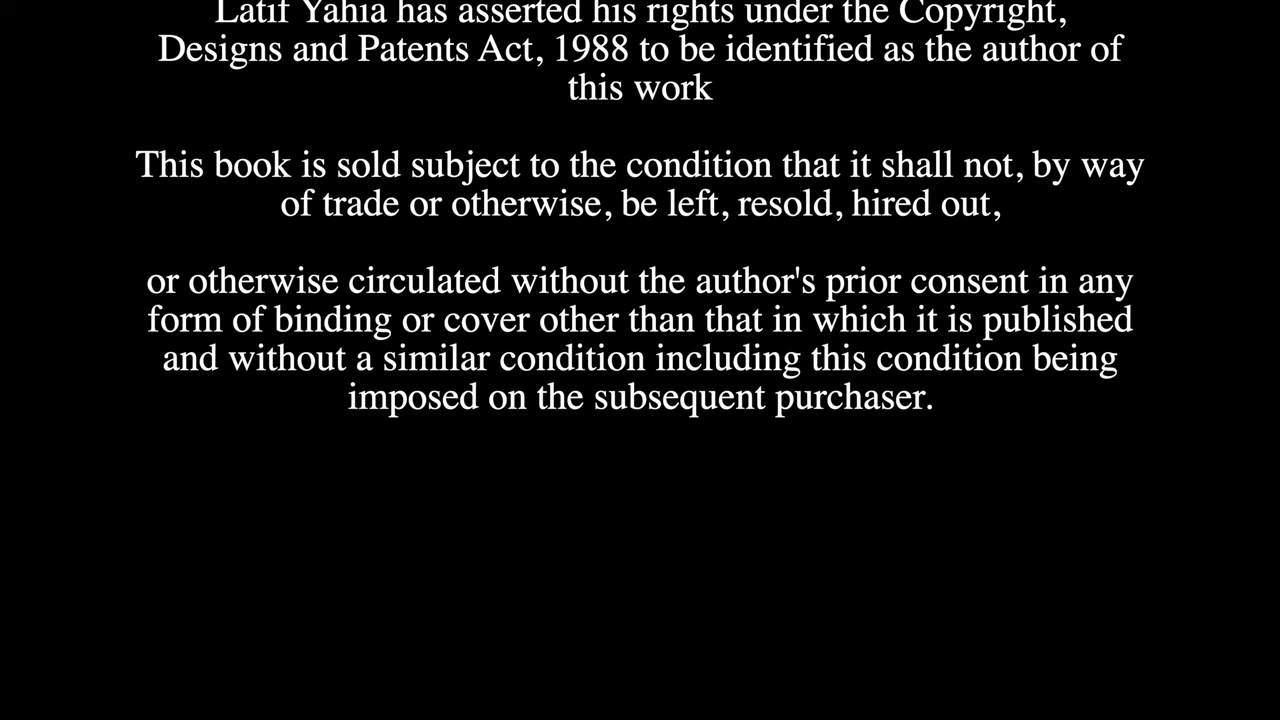 Latif Yahia has asserted his rights under the Copyright,
Designs and Patents Act, 1988 to be identified as the author of
this work
This book is sold subject to the condition that it shall not, by way
of trade or otherwise, be left, resold, hired out,
or otherwise circulated without the author's prior consent in any
form of binding or cover other than that in which it is published
and without a similar condition including this condition being
imposed on the subsequent purchaser.